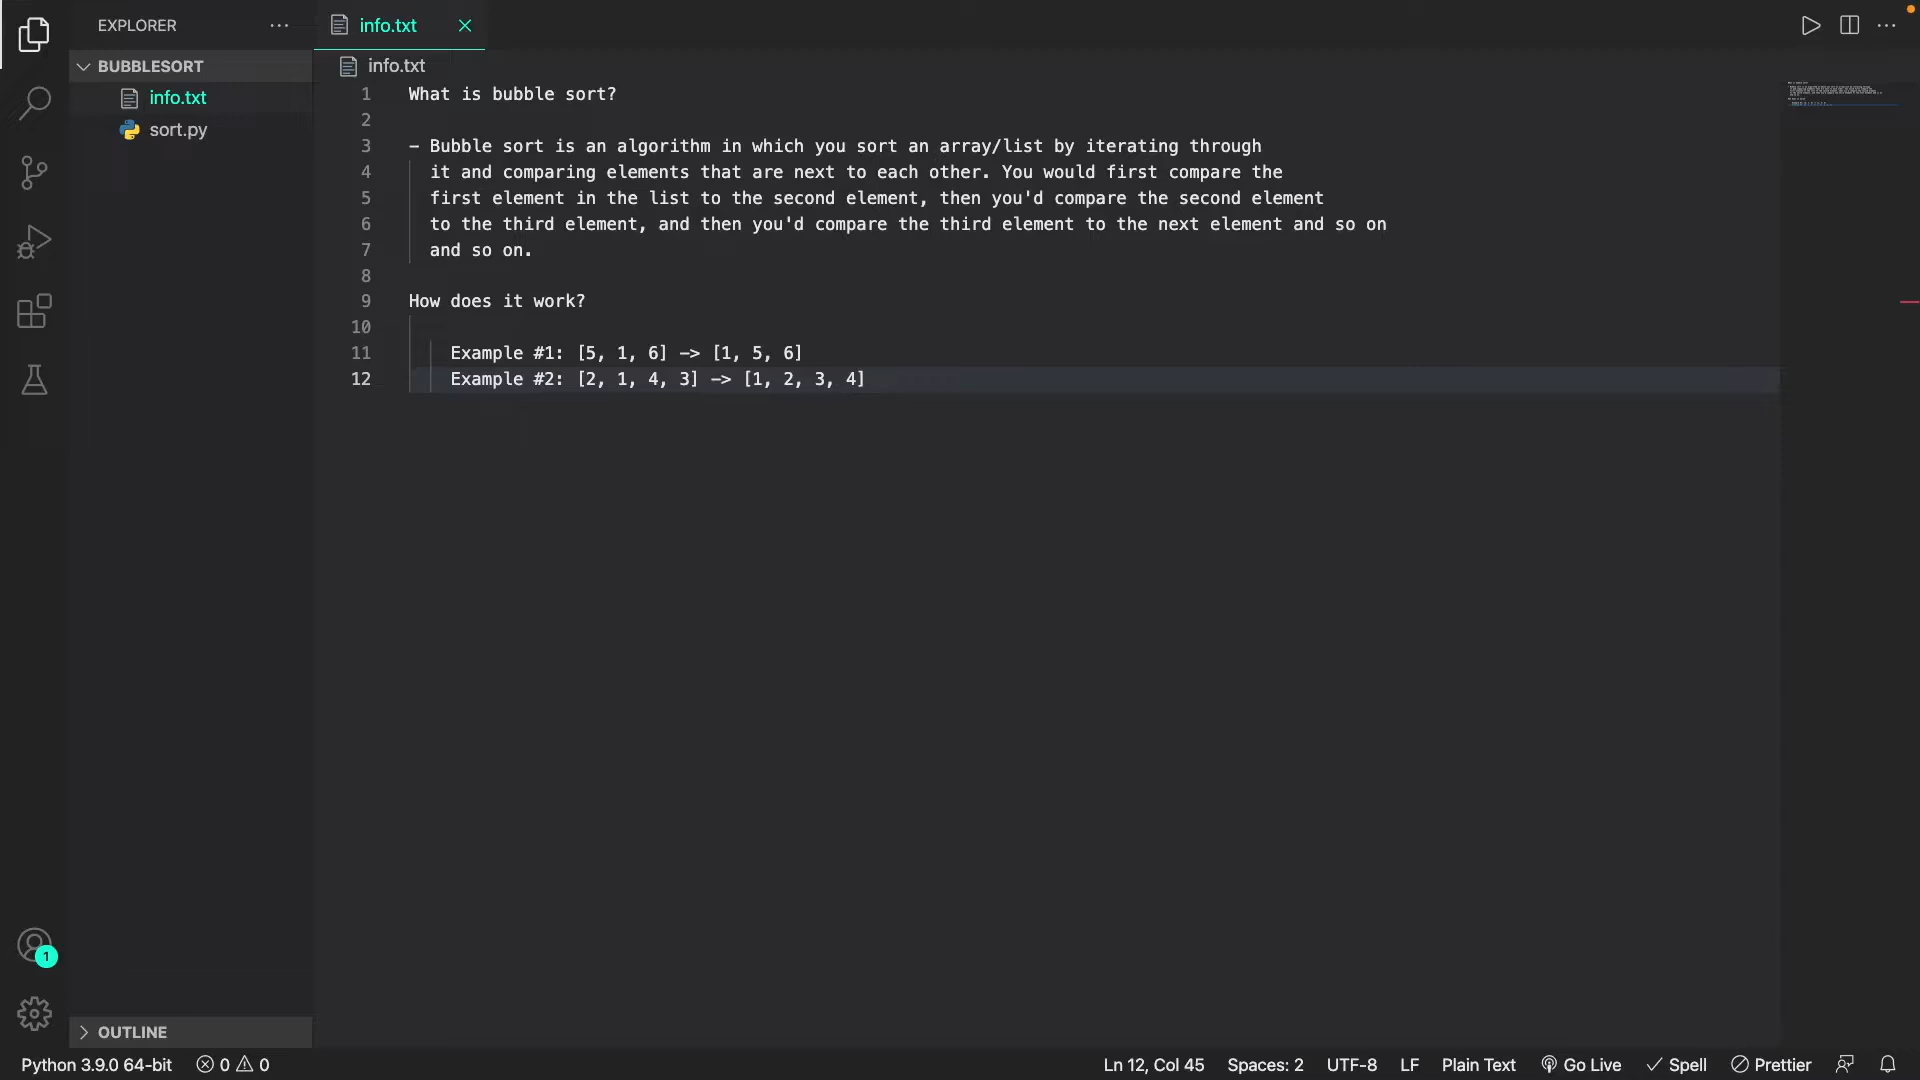 EXPLORER
info.txt
BUBBLESORT
info.txt
info.txt
sort.py
1 What is bubble sort?
2
3 - Bubble sort is an algorithm in which you sort an array/list by iterating through
4 it and comparing elements that are next to each other. You would first compare the
5 first element in the list to the second element, then you'd compare the second element
6 to the third element, and then you'd compare the third element to the next element and so on
7 and so on.
8
9 How does it work?
10
11 Example #1: [5, 1, 6] -> [1, 5, 6]
12 Example #2: [2, 1, 4, 3] -> [1, 2, 3, 4]
1
OUTLINE
Python 3.9.0 64-bit 0 0 Ln 12, Col 45 Spaces: 2 UTF-8 LF Plain Text Go Live Spell Prettier